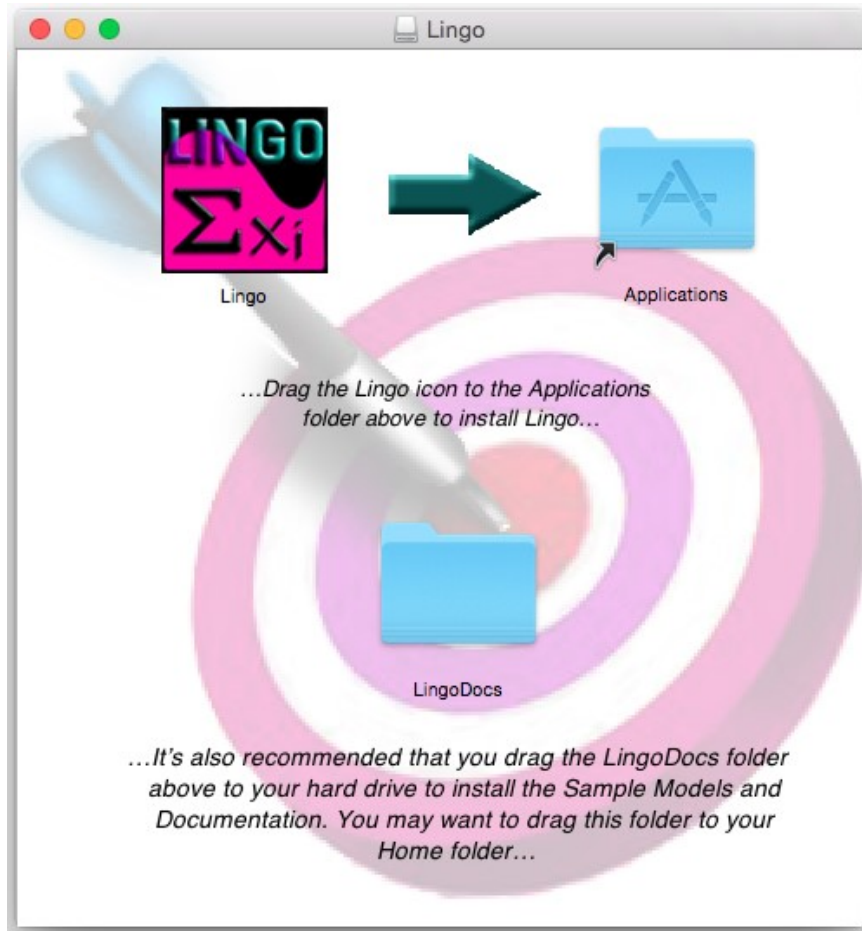 Lingo
LINGO
Σxi
Lingo
Applications
...Drag the Lingo icon to the Applications
folder above to install Lingo...
LingoDocs
...It's also recommended that you drag the LingoDocs folder
above to your hard drive to install the Sample Models and
Documentation. You may want to drag this folder to your
Home folder...